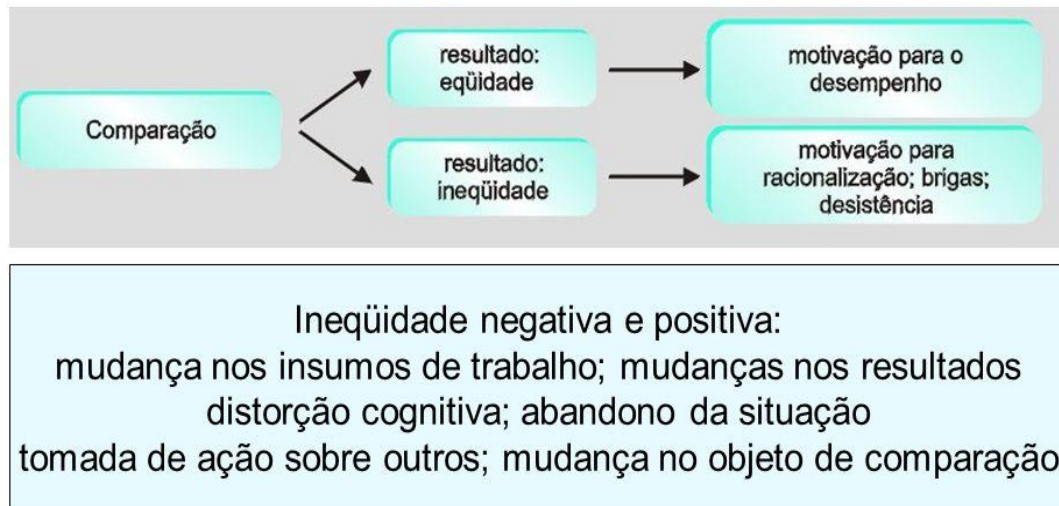 Comparação
resultado:
eqüidade
motivação para o
desempenho
resultado:
ineqüidade
motivação para
racionalização; brigas;
desistência
Ineqüidade negativa e positiva:
mudança nos insumos de trabalho; mudanças nos resultados
distorção cognitiva; abandono da situação
tomada de ação sobre outros; mudança no objeto de comparação